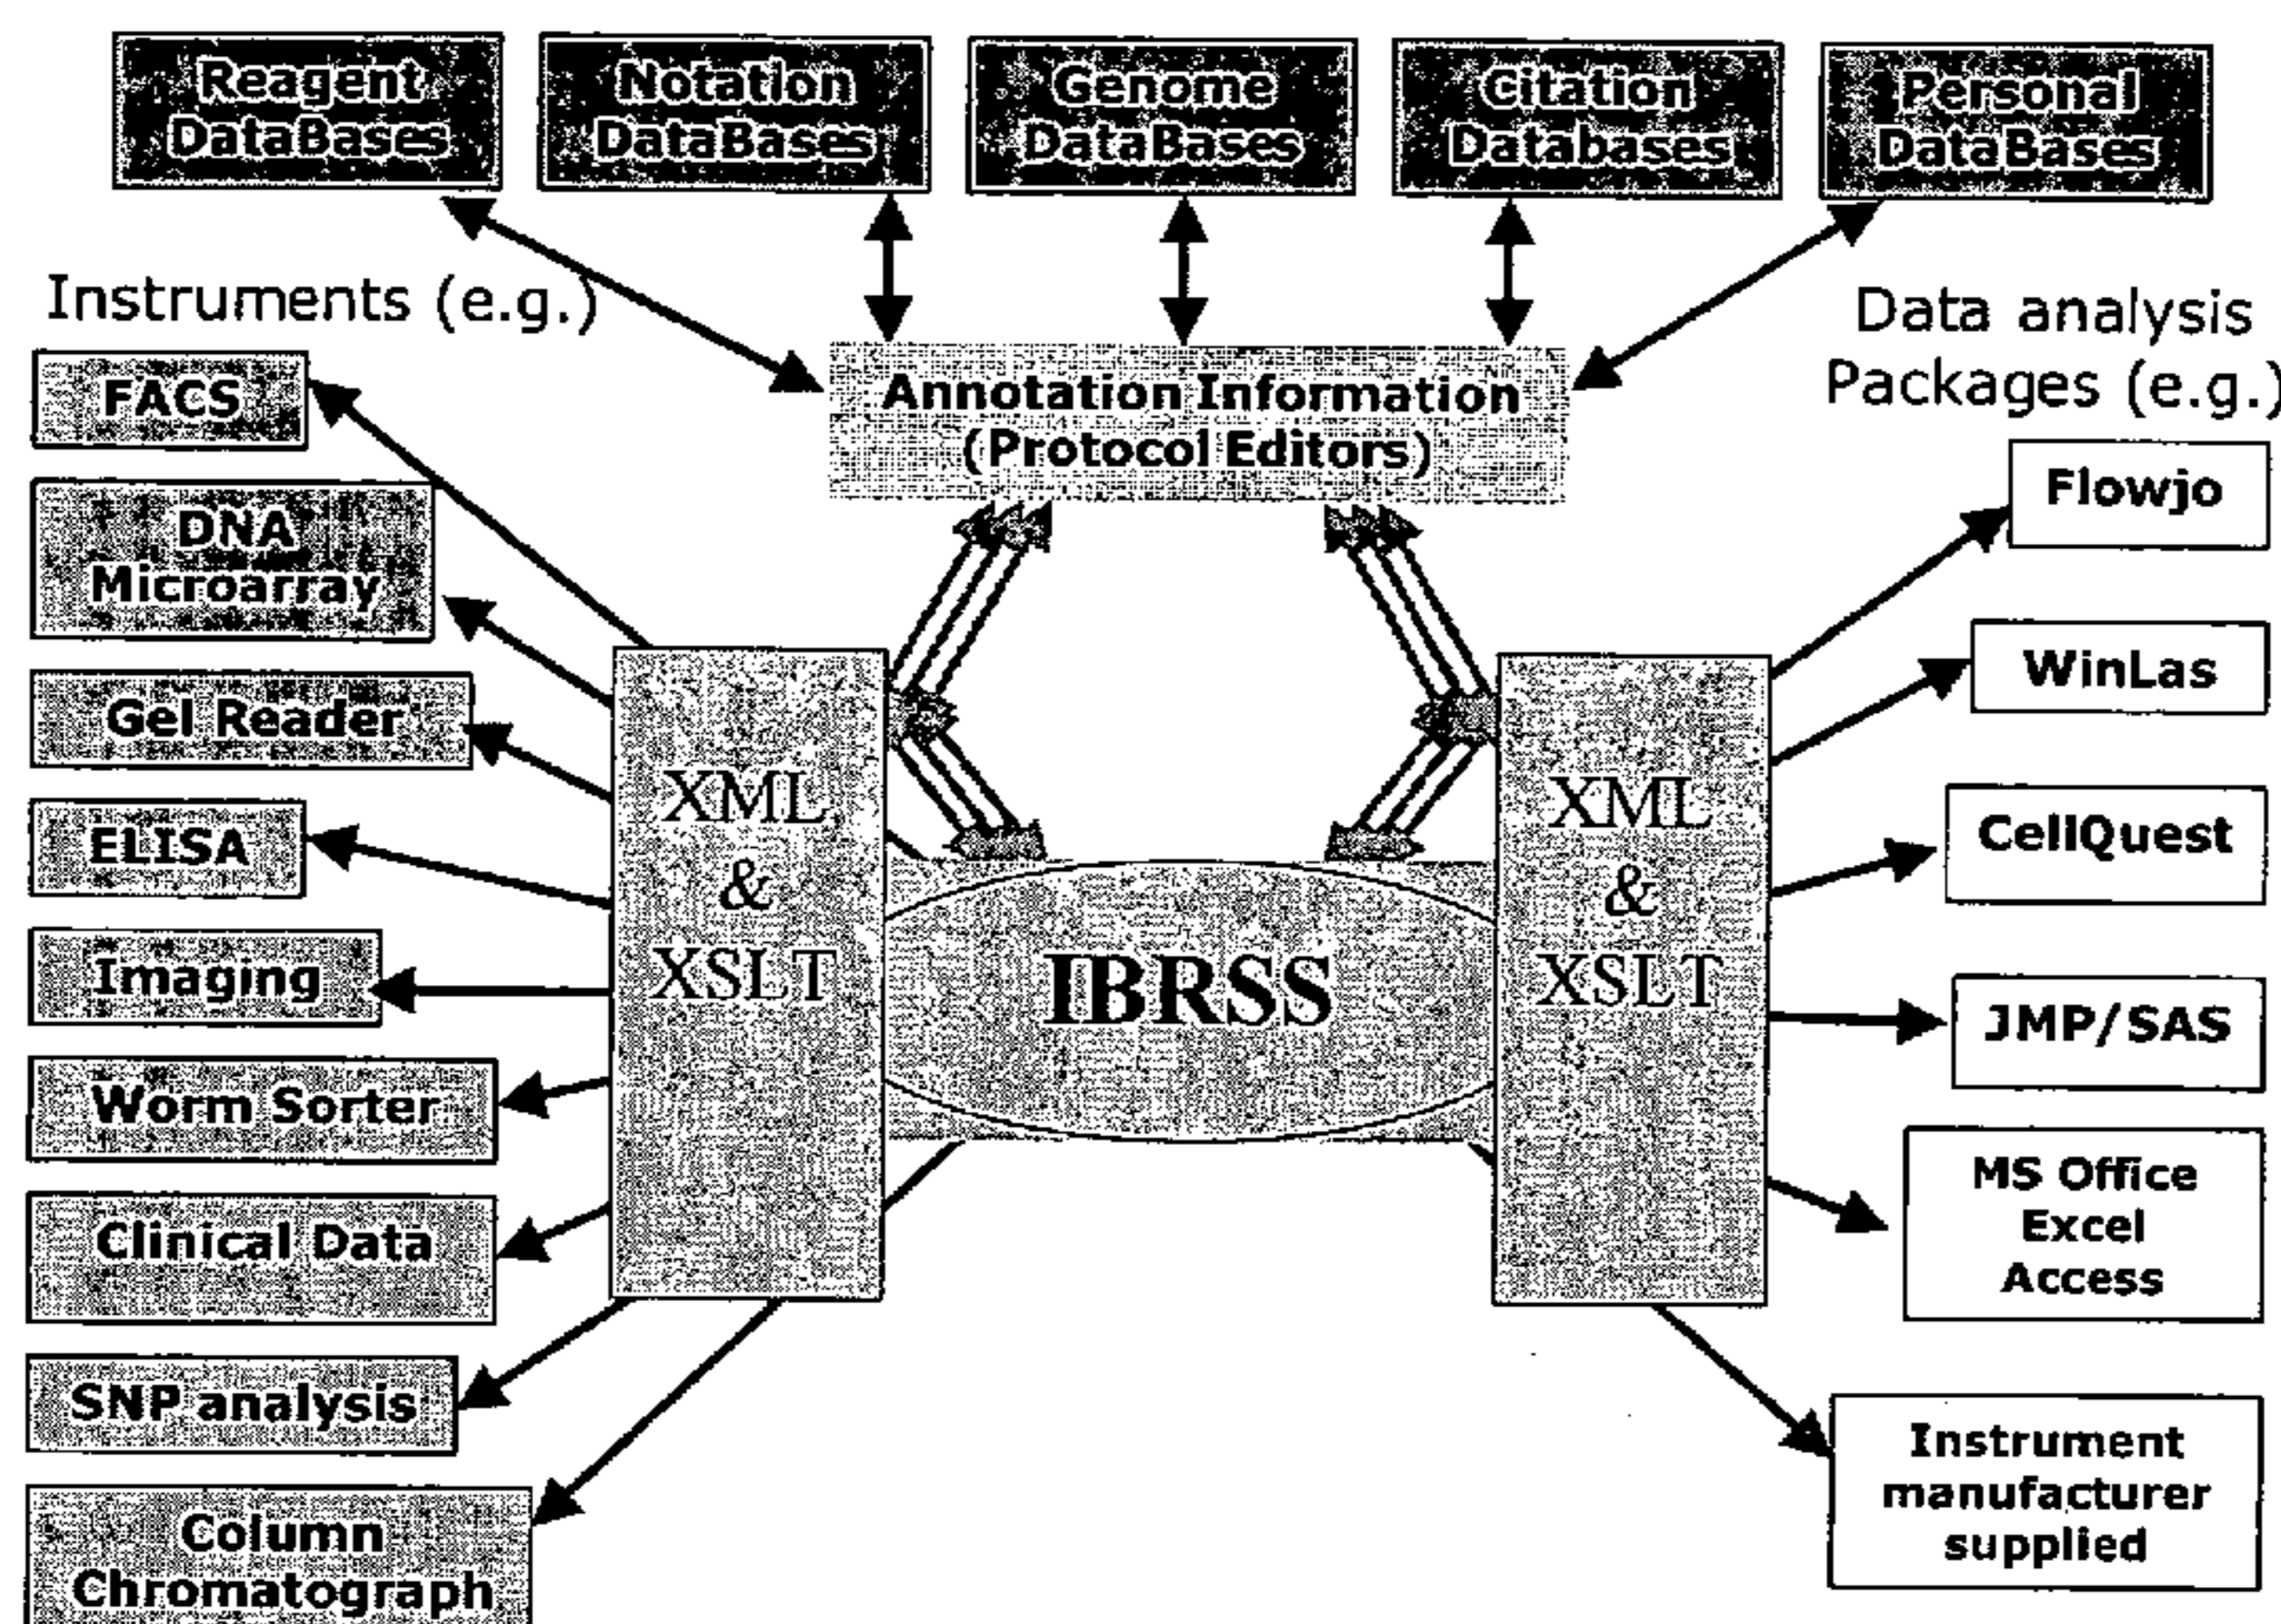 Reagent
DataBases
Notation
DataBases
Genome
DataBases
Citation
Databases
Personal
DataBases
Instruments (e.g.)
Data analysis
Packages (e.g.)
Annotation Information
(Protocol Editors)
FACS
DNA
Microarray
Gel Reader
ELISA
Imaging
Worm Sorter
Clinical Data
SNP analysis
Column
Chromatograph
XML
&
XSLT
IBRSS
XML
&
XSLT
Flowjo
WinLas
CellQuest
JMP/SAS
MS Office
Excel
Access
Instrument
manufacturer
supplied